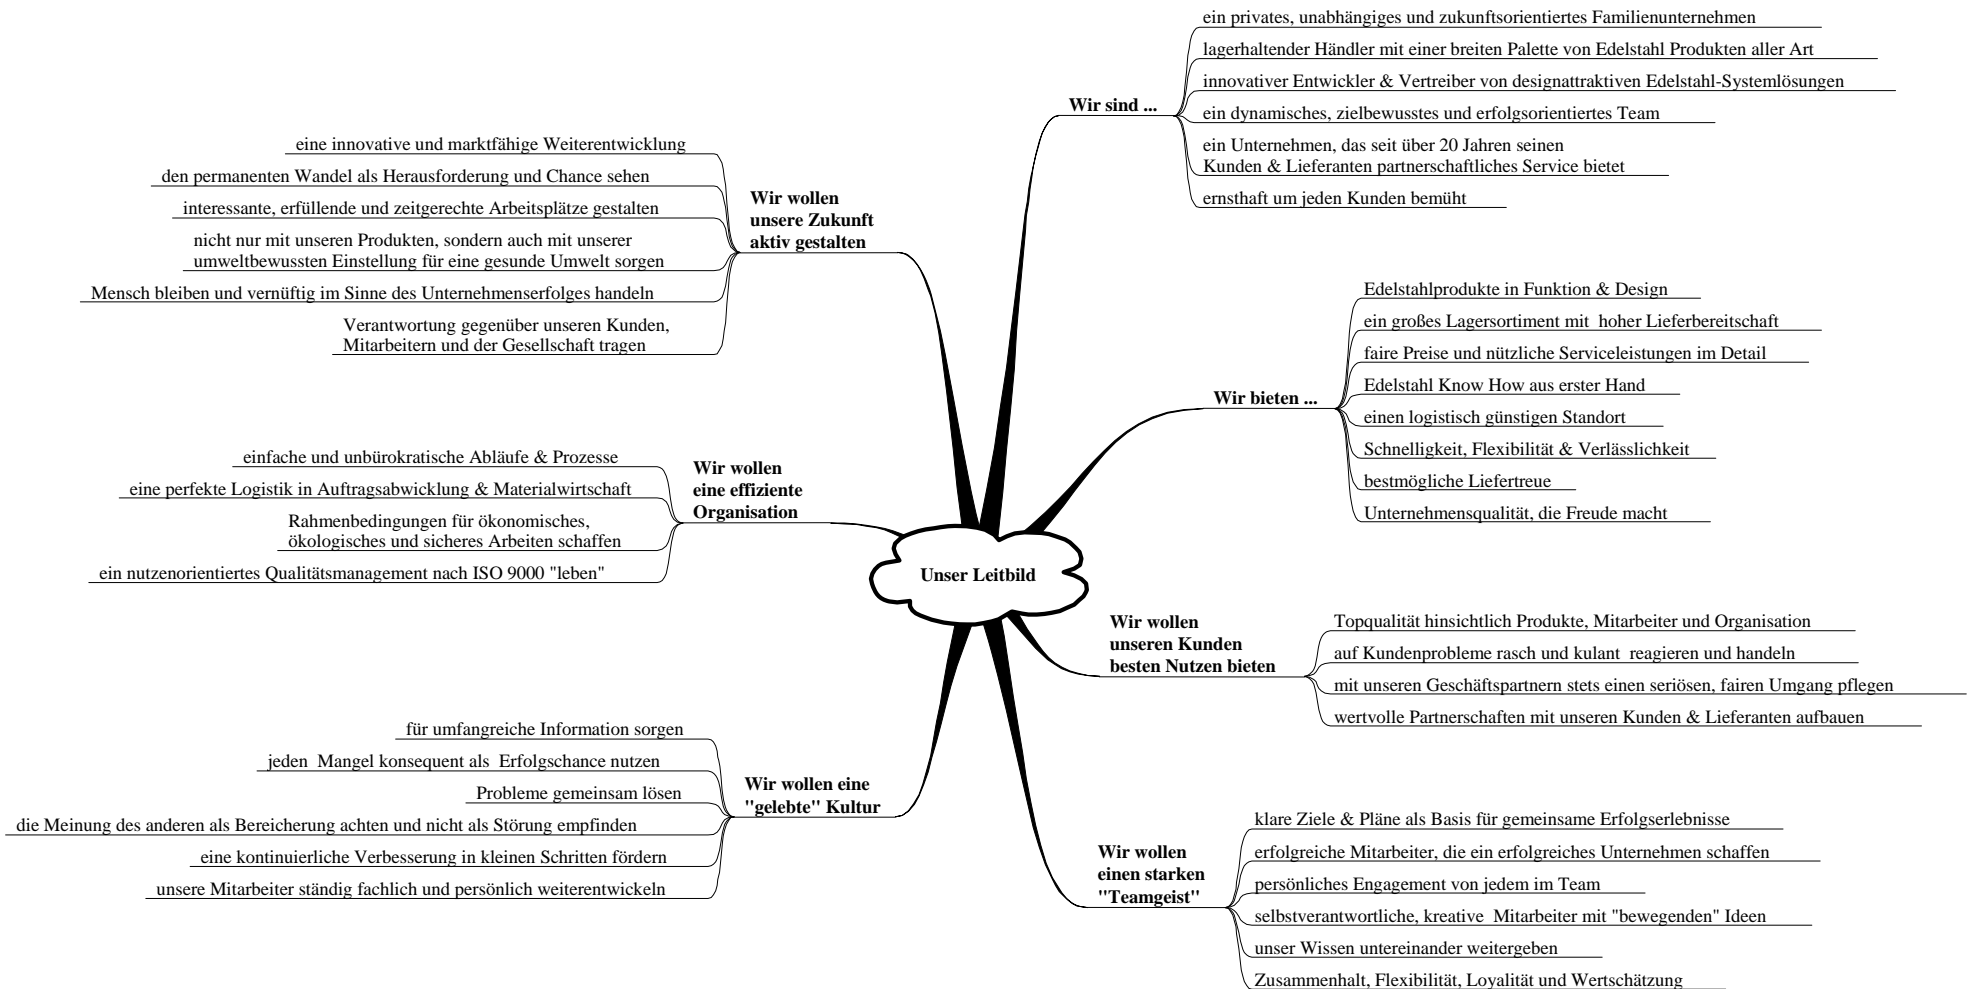 Unser Leitbild
Wir sind ...
ein privates, unabhängiges und zukunftsorientiertes Familienunternehmen
lagerhaltender Händler mit einer breiten Palette von Edelstahl Produkten aller Art
innovativer Entwickler & Vertreiber von designattraktiven Edelstahl-Systemlösungen
ein dynamisches, zielbewusstes und erfolgsorientiertes Team
ein Unternehmen, das seit über 20 Jahren seinen
Kunden & Lieferanten partnerschaftliches Service bietet
ernsthaft um jeden Kunden bemüht
Wir bieten ...
Edelstahlprodukte in Funktion & Design
ein großes Lagersortiment mit  hoher Lieferbereitschaft
faire Preise und nützliche Serviceleistungen im Detail
Edelstahl Know How aus erster Hand
einen logistisch günstigen Standort
Schnelligkeit, Flexibilität & Verlässlichkeit
bestmögliche Liefertreue
Unternehmensqualität, die Freude macht
Wir wollen
unseren Kunden
besten Nutzen bieten
Topqualität hinsichtlich Produkte, Mitarbeiter und Organisation
auf Kundenprobleme rasch und kulant  reagieren und handeln
mit unseren Geschäftspartnern stets einen seriösen, fairen Umgang pflegen
wertvolle Partnerschaften mit unseren Kunden & Lieferanten aufbauen
Wir wollen
einen starken
"Teamgeist"
klare Ziele & Pläne als Basis für gemeinsame Erfolgserlebnisse
erfolgreiche Mitarbeiter, die ein erfolgreiches Unternehmen schaffen
persönliches Engagement von jedem im Team
selbstverantwortliche, kreative  Mitarbeiter mit "bewegenden" Ideen
unser Wissen untereinander weitergeben
Zusammenhalt, Flexibilität, Loyalität und Wertschätzung
Wir wollen eine
"gelebte" Kultur
für umfangreiche Information sorgen
jeden  Mangel konsequent als  Erfolgschance nutzen
Probleme gemeinsam lösen
die Meinung des anderen als Bereicherung achten und nicht als Störung empfinden
eine kontinuierliche Verbesserung in kleinen Schritten fördern
unsere Mitarbeiter ständig fachlich und persönlich weiterentwickeln
Wir wollen
eine effiziente
Organisation
einfache und unbürokratische Abläufe & Prozesse
eine perfekte Logistik in Auftragsabwicklung & Materialwirtschaft
Rahmenbedingungen für ökonomisches,
ökologisches und sicheres Arbeiten schaffen
ein nutzenorientiertes Qualitätsmanagement nach ISO 9000 "leben"
Wir wollen
unsere Zukunft
aktiv gestalten
eine innovative und marktfähige Weiterentwicklung
den permanenten Wandel als Herausforderung und Chance sehen
interessante, erfüllende und zeitgerechte Arbeitsplätze gestalten
nicht nur mit unseren Produkten, sondern auch mit unserer
umweltbewussten Einstellung für eine gesunde Umwelt sorgen
Mensch bleiben und vernüftig im Sinne des Unternehmenserfolges handeln
Verantwortung gegenüber unseren Kunden,
Mitarbeitern und der Gesellschaft tragen